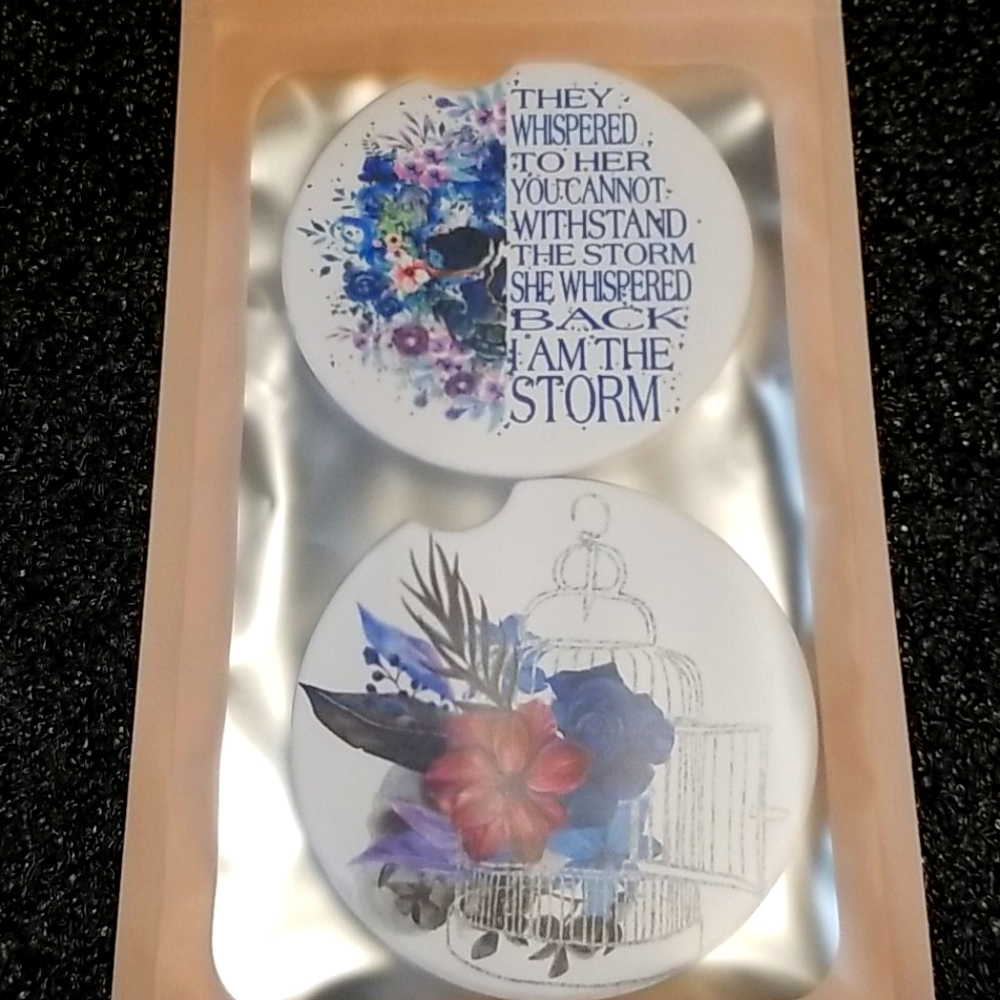 THEY
WHISPERED
TO HER
YOU CANNOT
WITHSTAND
THE STORM
SHE WHISPERED
BACK
I AM THE
STORM